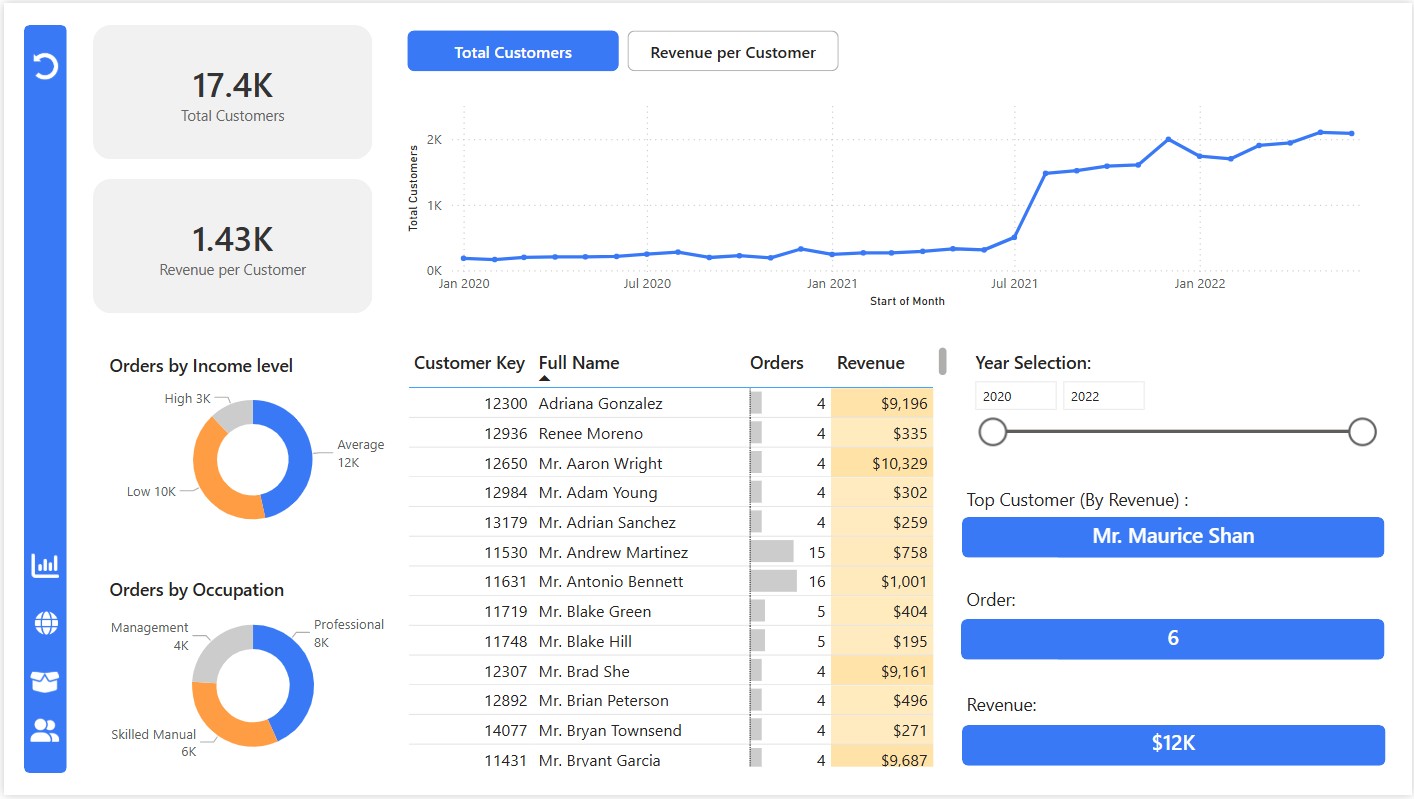 17.4K
Total Customers
1.43K
Revenue per Customer
Total Customers
Revenue per Customer
Total Customers
2K
1K
0K
Jan 2020
Jul 2020
Jan 2021
Jul 2021
Jan 2022
Start of Month
Orders by Income level
High 3K
Average
12K
Low 10K
Orders by Occupation
Management
4K
Professional
8K
Skilled Manual
6K
Customer Key Full Name Orders Revenue
12300 Adriana Gonzalez 4 $9,196
12936 Renee Moreno 4 $335
12650 Mr. Aaron Wright 4 $10,329
12984 Mr. Adam Young 4 $302
13179 Mr. Adrian Sanchez 4 $259
11530 Mr. Andrew Martinez 15 $758
11631 Mr. Antonio Bennett 16 $1,001
11719 Mr. Blake Green 5 $404
11748 Mr. Blake Hill 5 $195
12307 Mr. Brad She 4 $9,161
12892 Mr. Brian Peterson 4 $496
14077 Mr. Bryan Townsend 4 $271
11431 Mr. Bryant Garcia 4 $9,687
Year Selection:
2020 2022
Top Customer (By Revenue) :
Mr. Maurice Shan
Order:
6
Revenue:
$12K